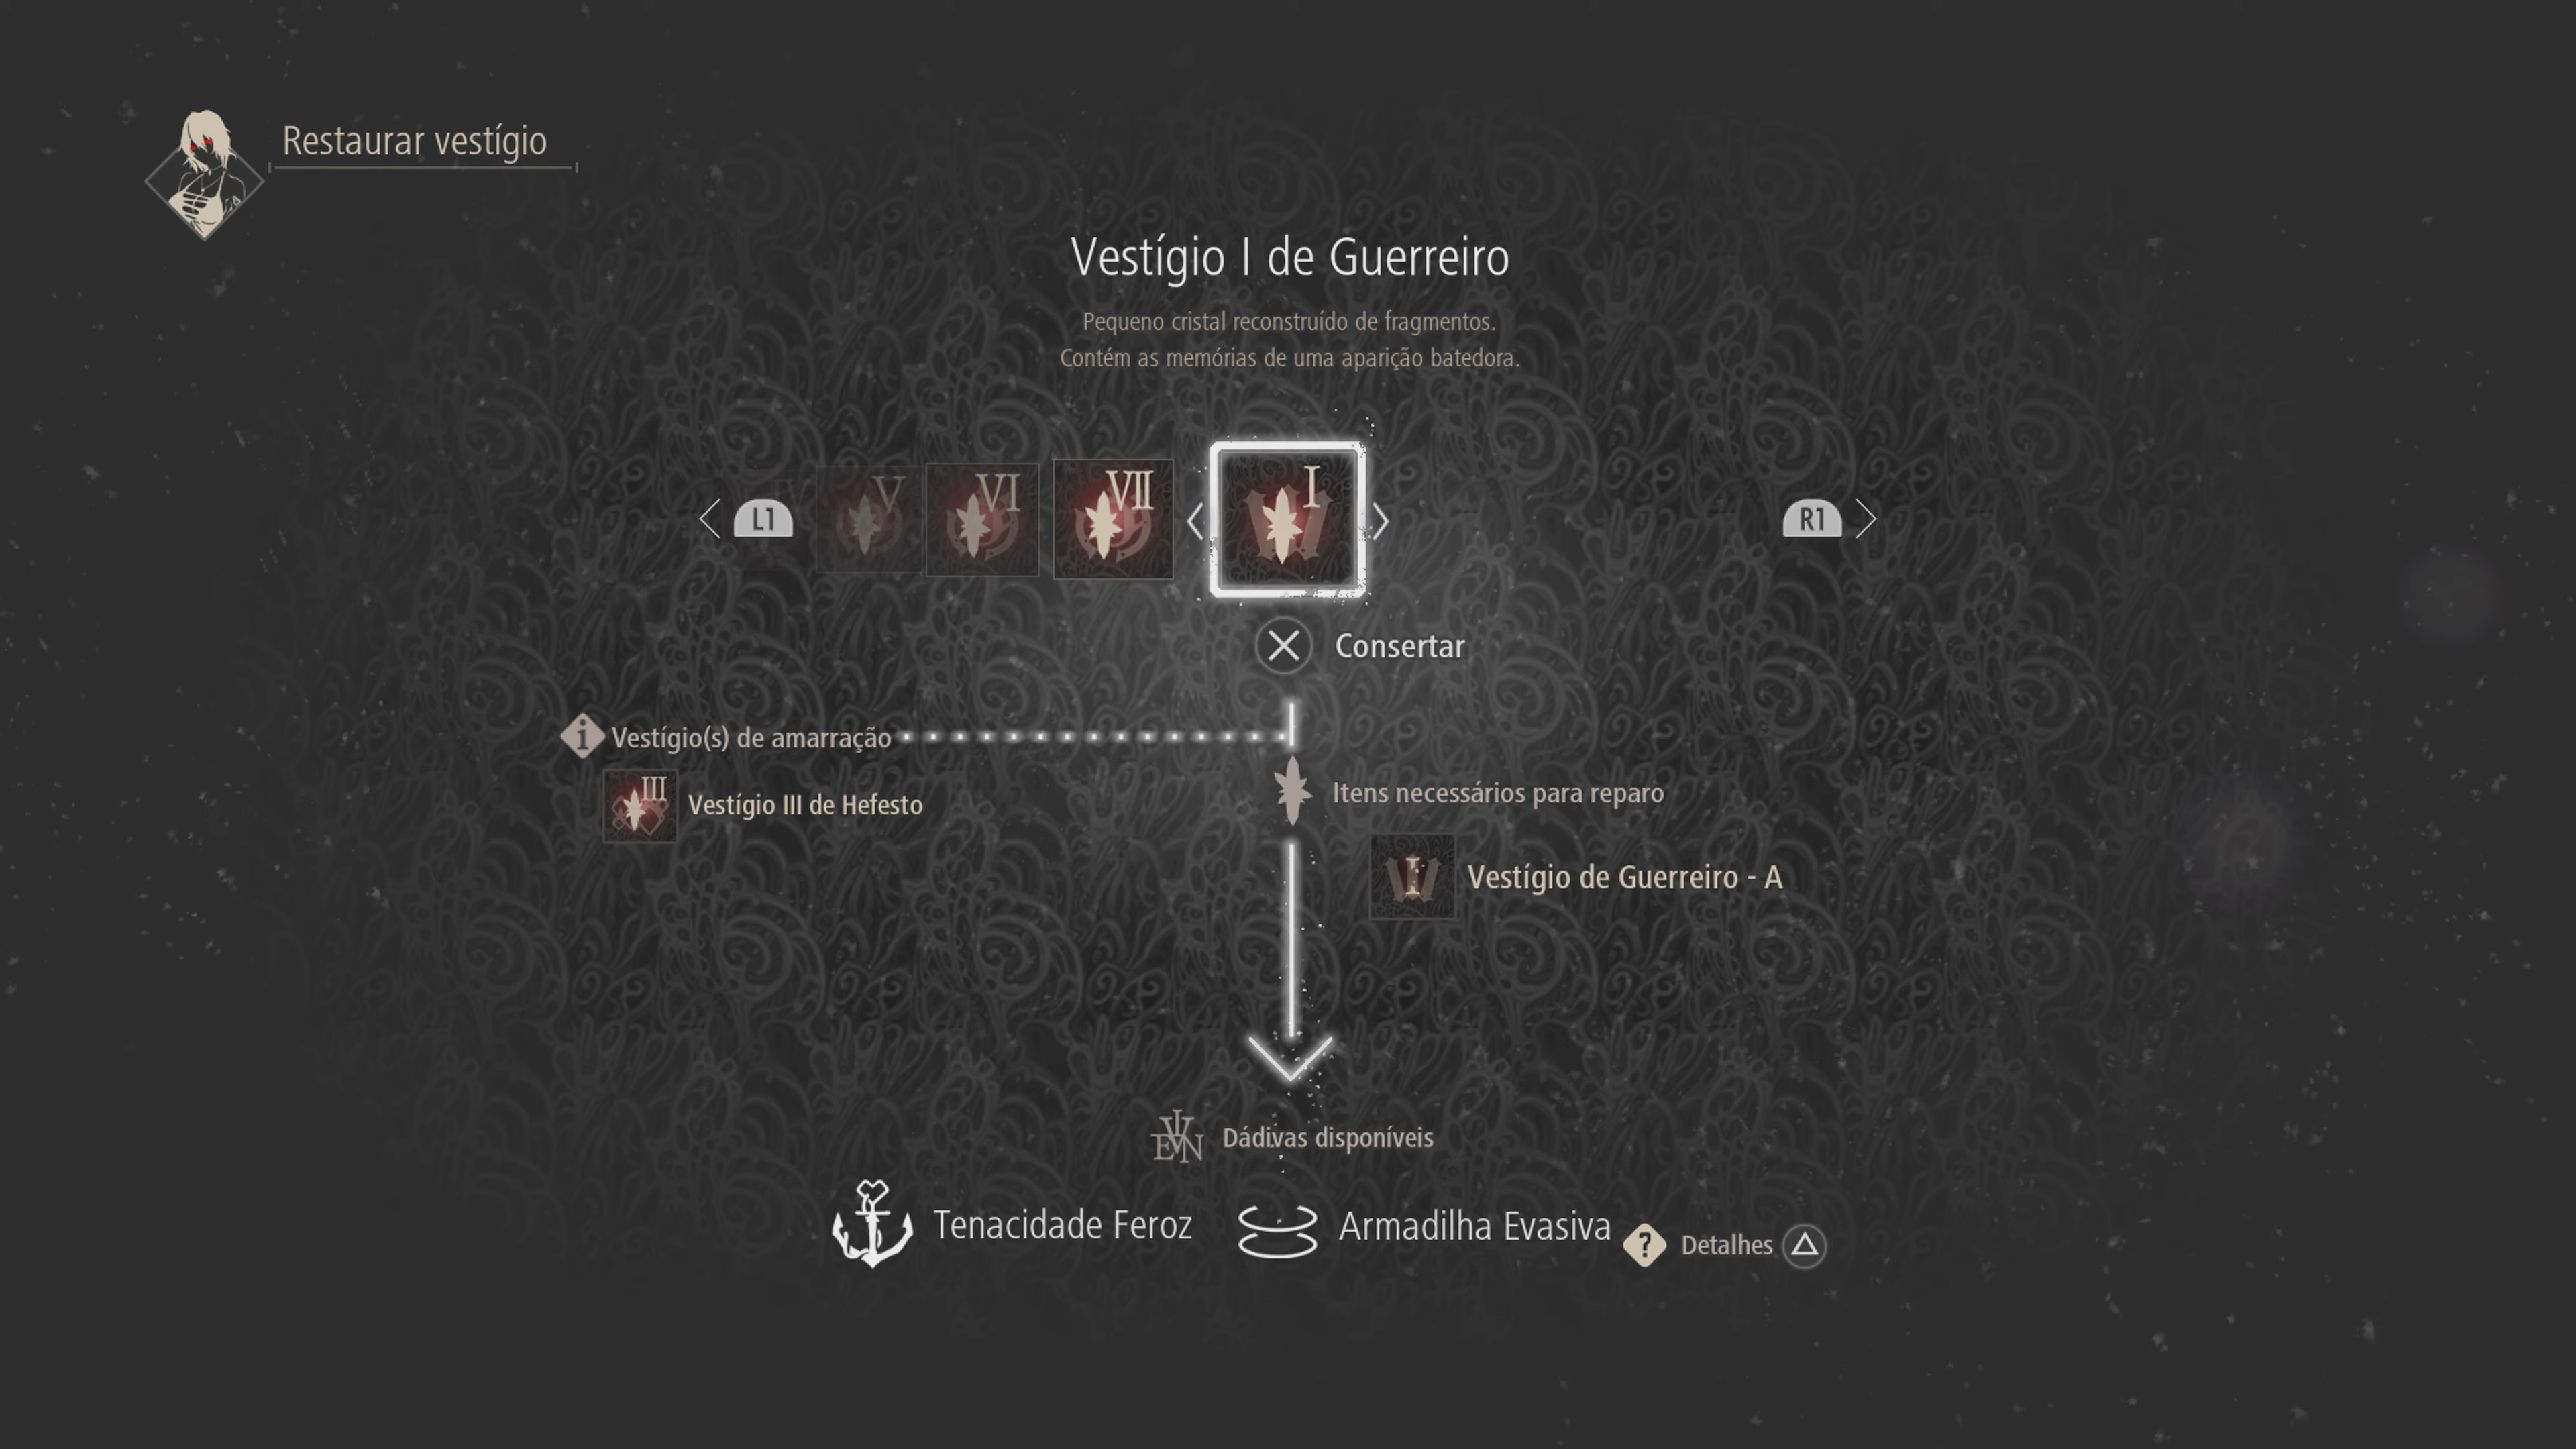 Restaurar vestígio
Vestígio I de Guerreiro
Pequeno cristal reconstruído de fragmentos.
Contém as memórias de uma aparição batedora.
L1 V VI VII I R1
Consertar
Vestígio(s) de amarração
III Vestígio III de Hefesto
Itens necessários para reparo
I Vestígio de Guerreiro - A
Dádivas disponíveis
Tenacidade Feroz
Armadilha Evasiva
? Detalhes